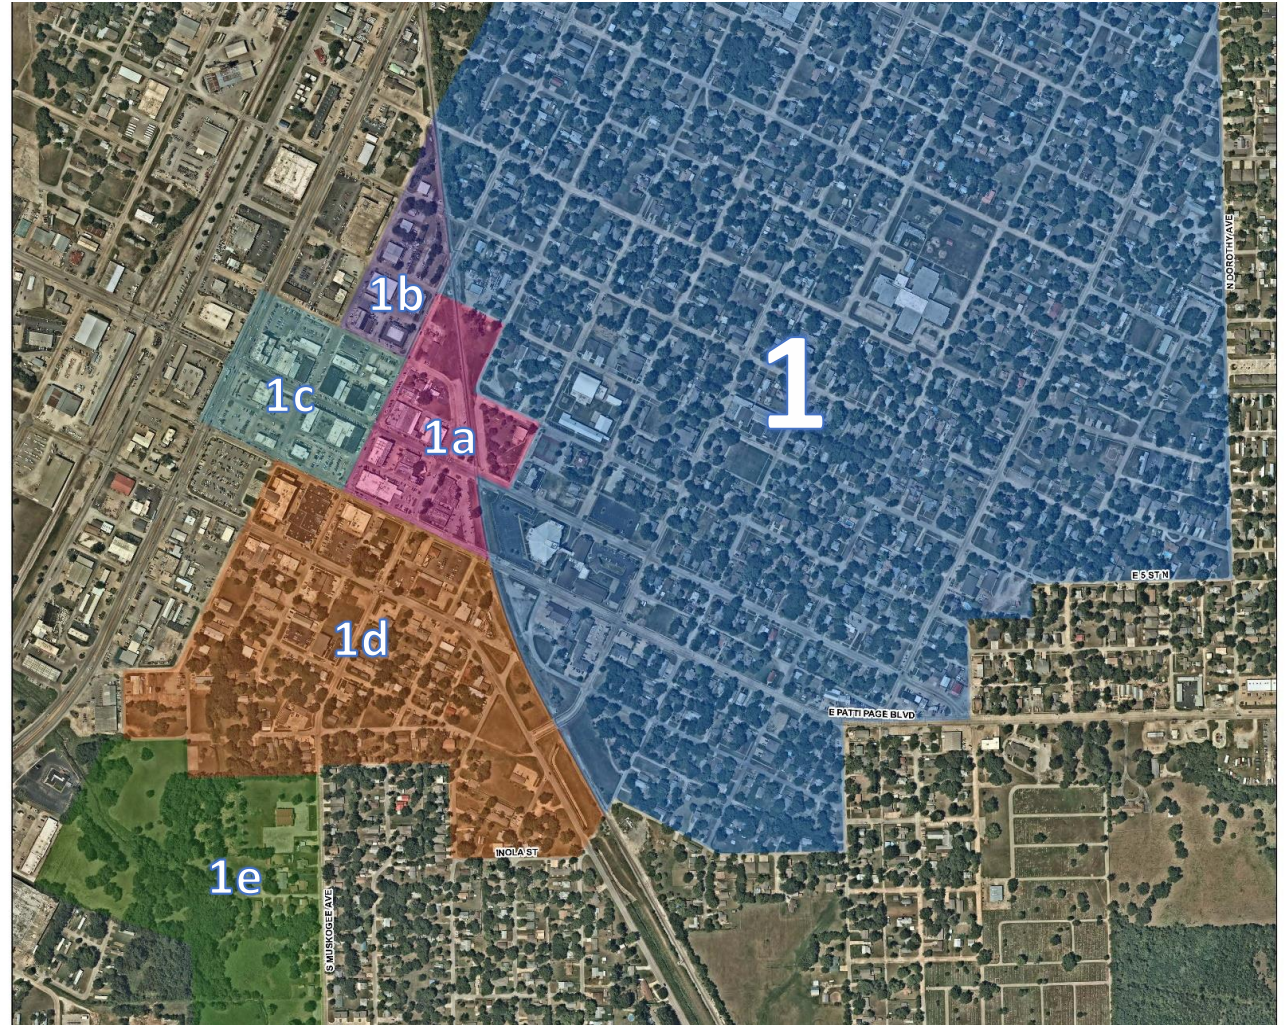 N DOROTHY AVE
1b
1
1c
1a
E 5 ST N
1d
E PATTI PAGE BLVD
INOLA ST
1e
S MUSKOGEE AVE